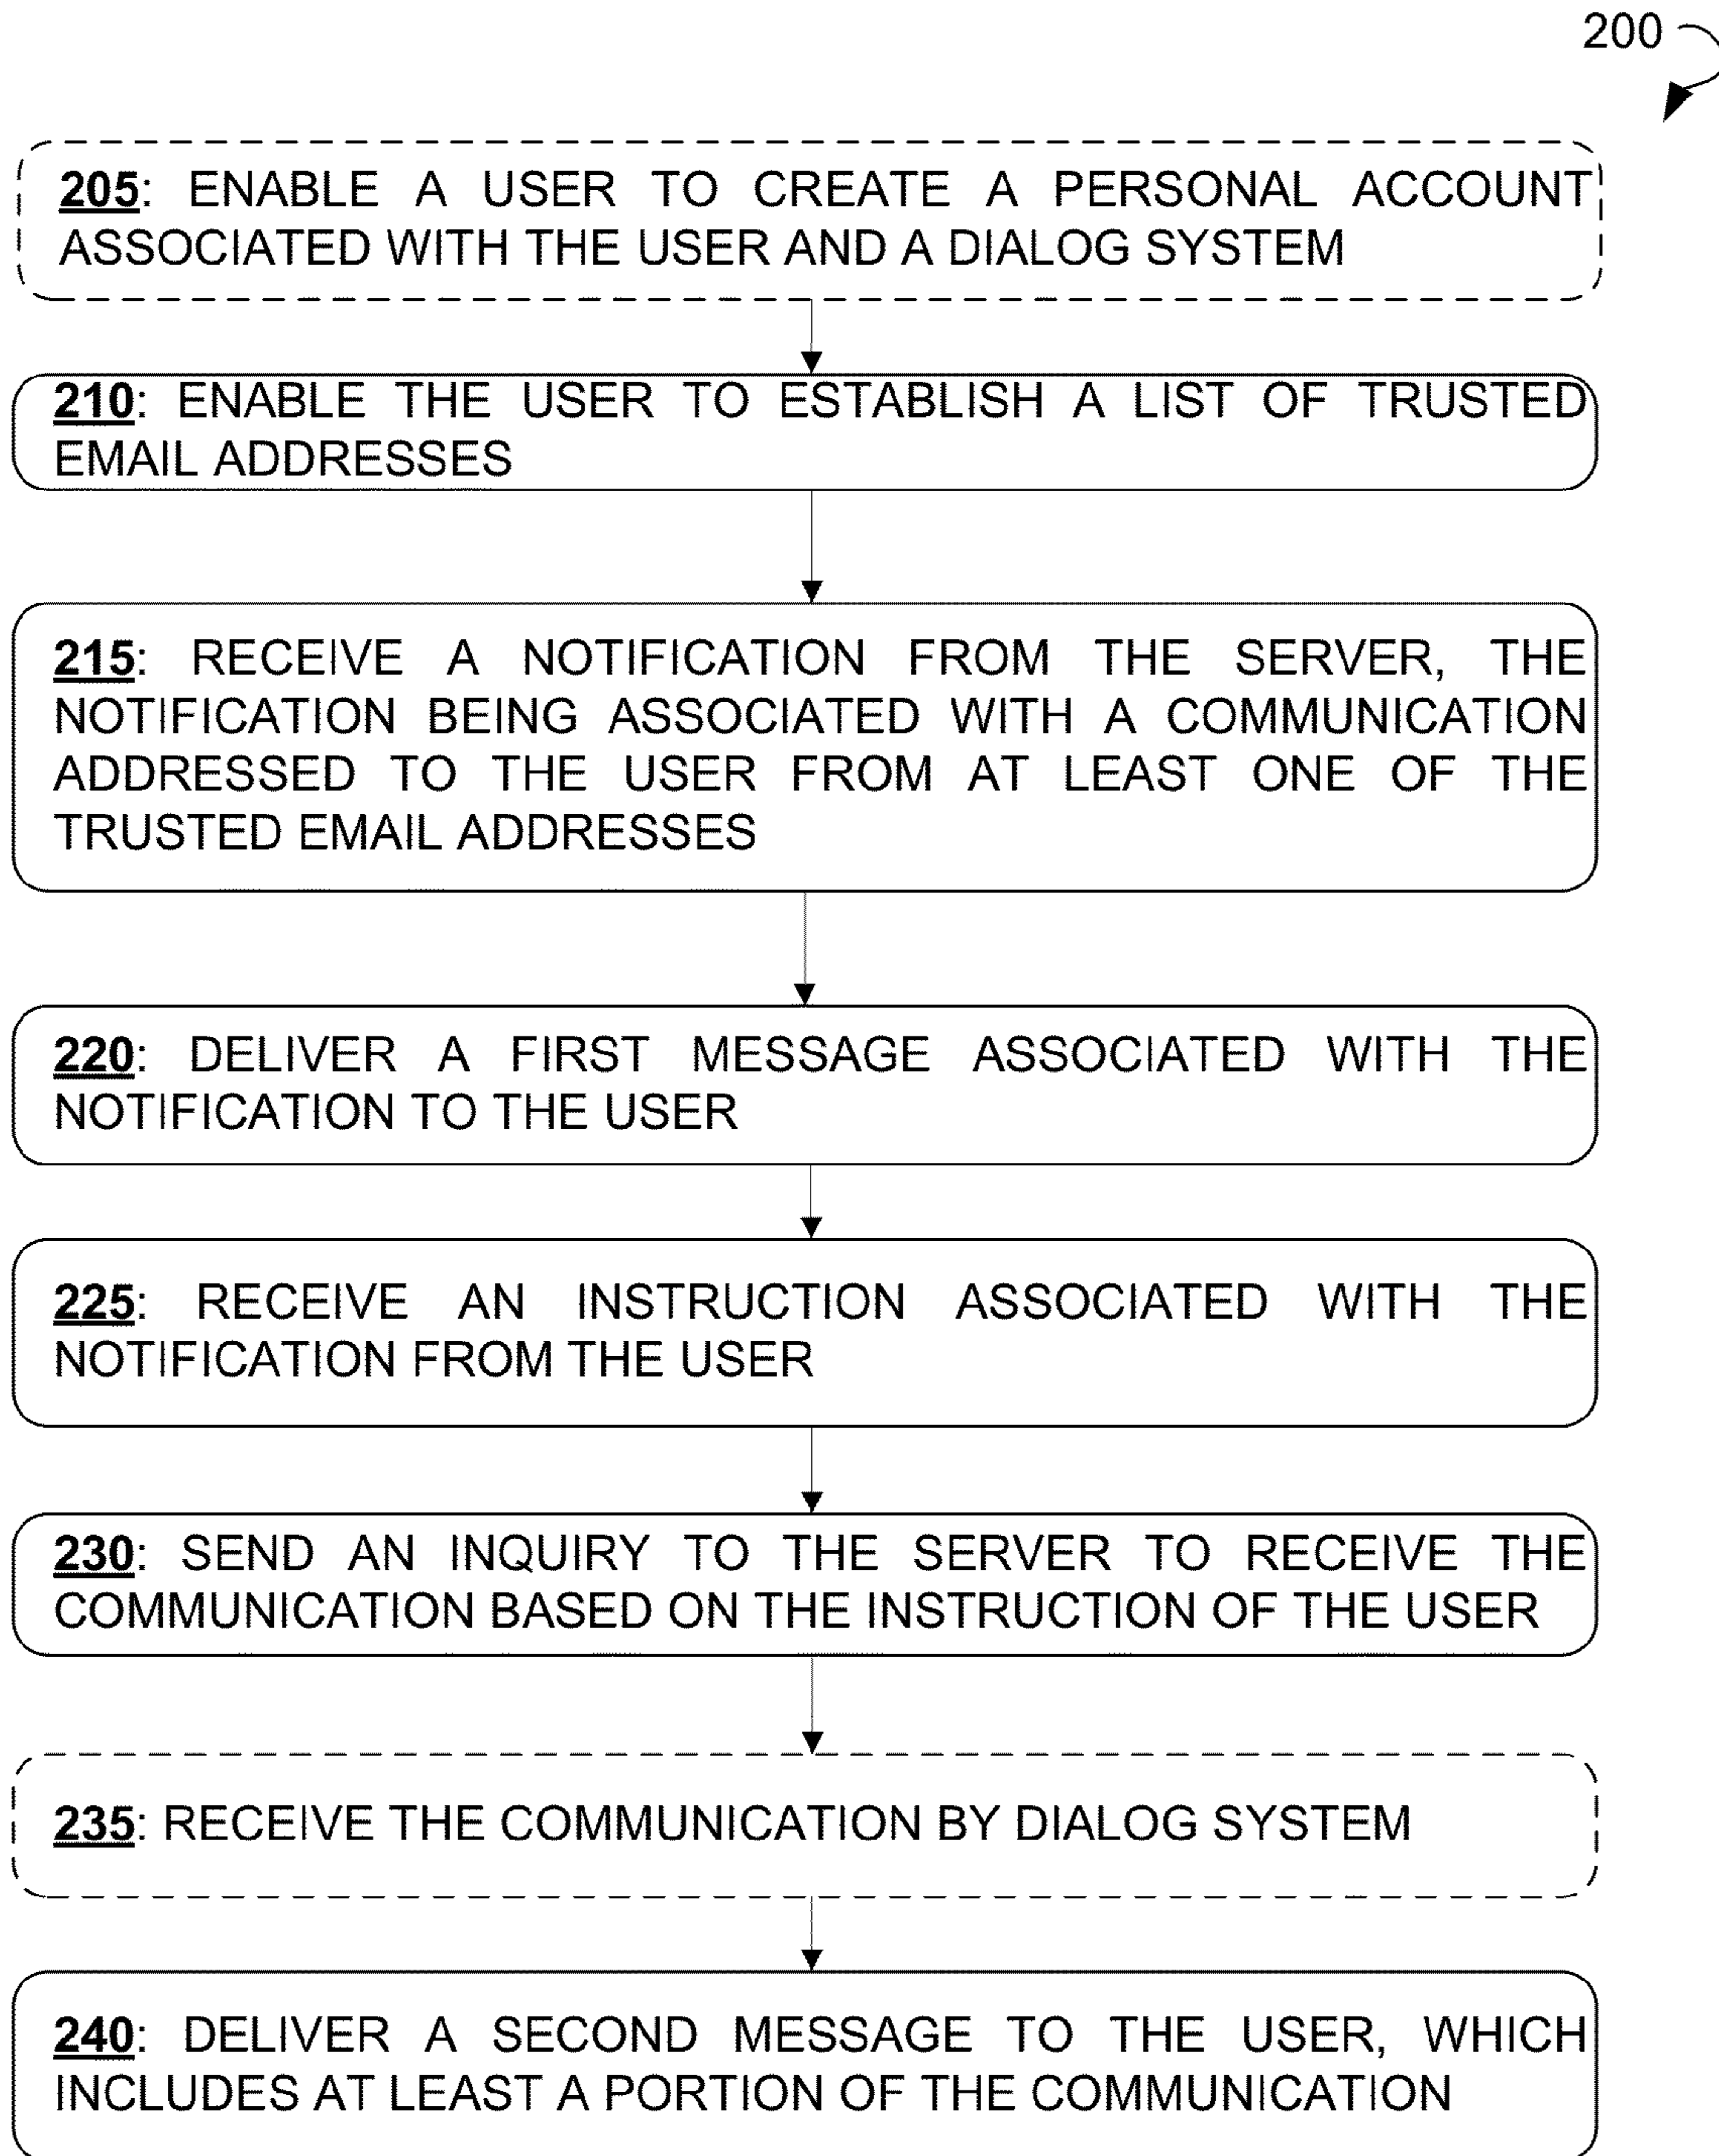 200
205: ENABLE A USER TO CREATE A PERSONAL ACCOUNT
ASSOCIATED WITH THE USER AND A DIALOG SYSTEM
210: ENABLE THE USER TO ESTABLISH A LIST OF TRUSTED
EMAIL ADDRESSES
215: RECEIVE A NOTIFICATION FROM THE SERVER, THE
NOTIFICATION BEING ASSOCIATED WITH A COMMUNICATION
ADDRESSED TO THE USER FROM AT LEAST ONE OF THE
TRUSTED EMAIL ADDRESSES
220: DELIVER A FIRST MESSAGE ASSOCIATED WITH THE
NOTIFICATION TO THE USER
225: RECEIVE AN INSTRUCTION ASSOCIATED WITH THE
NOTIFICATION FROM THE USER
230: SEND AN INQUIRY TO THE SERVER TO RECEIVE THE
COMMUNICATION BASED ON THE INSTRUCTION OF THE USER
235: RECEIVE THE COMMUNICATION BY DIALOG SYSTEM
240: DELIVER A SECOND MESSAGE TO THE USER, WHICH
INCLUDES AT LEAST A PORTION OF THE COMMUNICATION